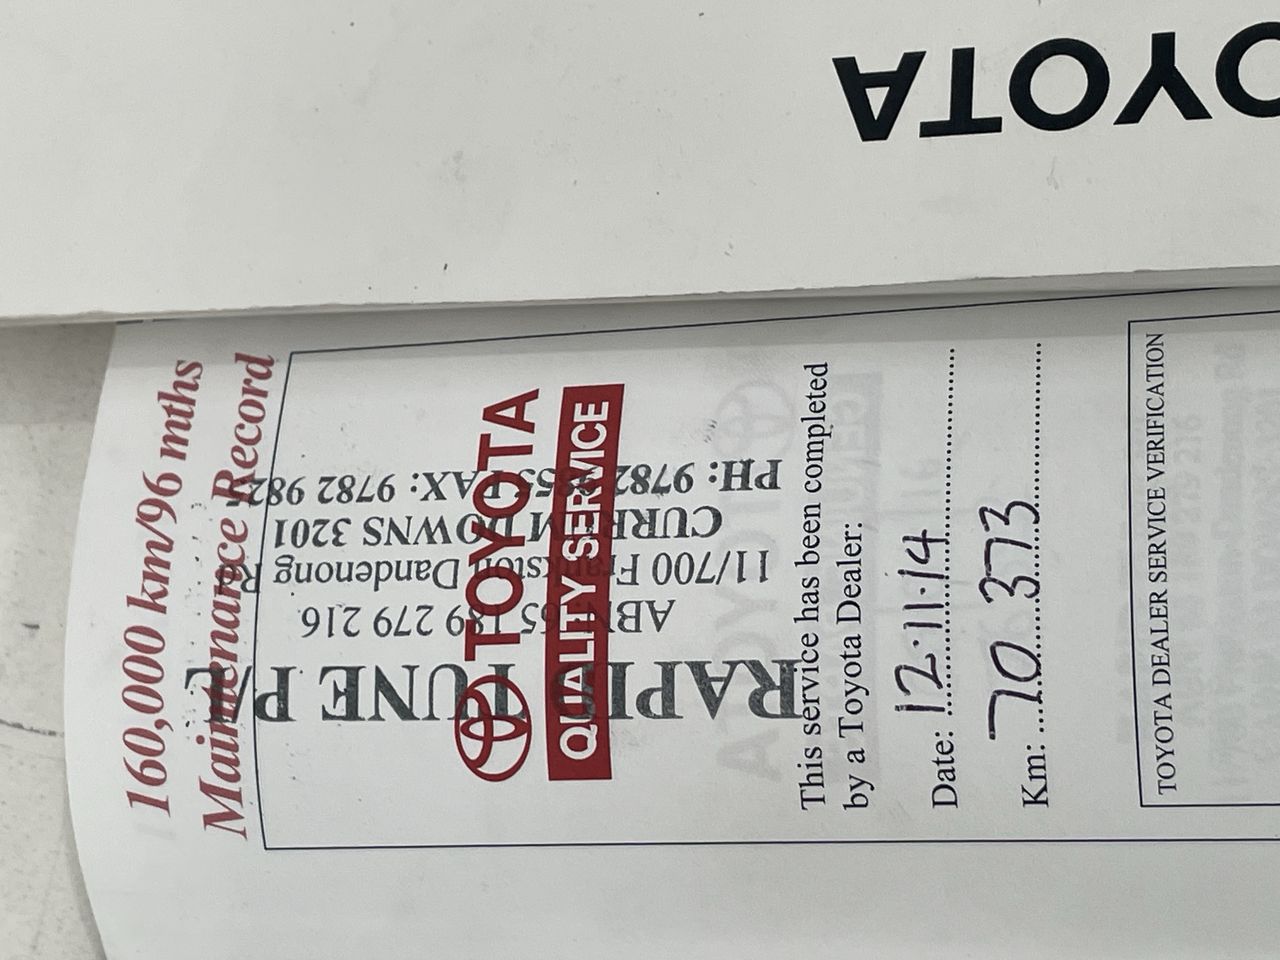 TOYOTA
160,000 km/96 mths
Maintenance Record
TOYOTA
QUALITY SERVICE
RAPID TUNE P/L
ABN: 65 189 279 216
11/700 Frankston Dandenong Rd
CURRUM DOWNS 3201
PH: 9782 9855 FAX: 9782 982
This service has been completed
by a Toyota Dealer:
Date: 12.11.14
Km: 70 373
TOYOTA DEALER SERVICE VERIFICATION